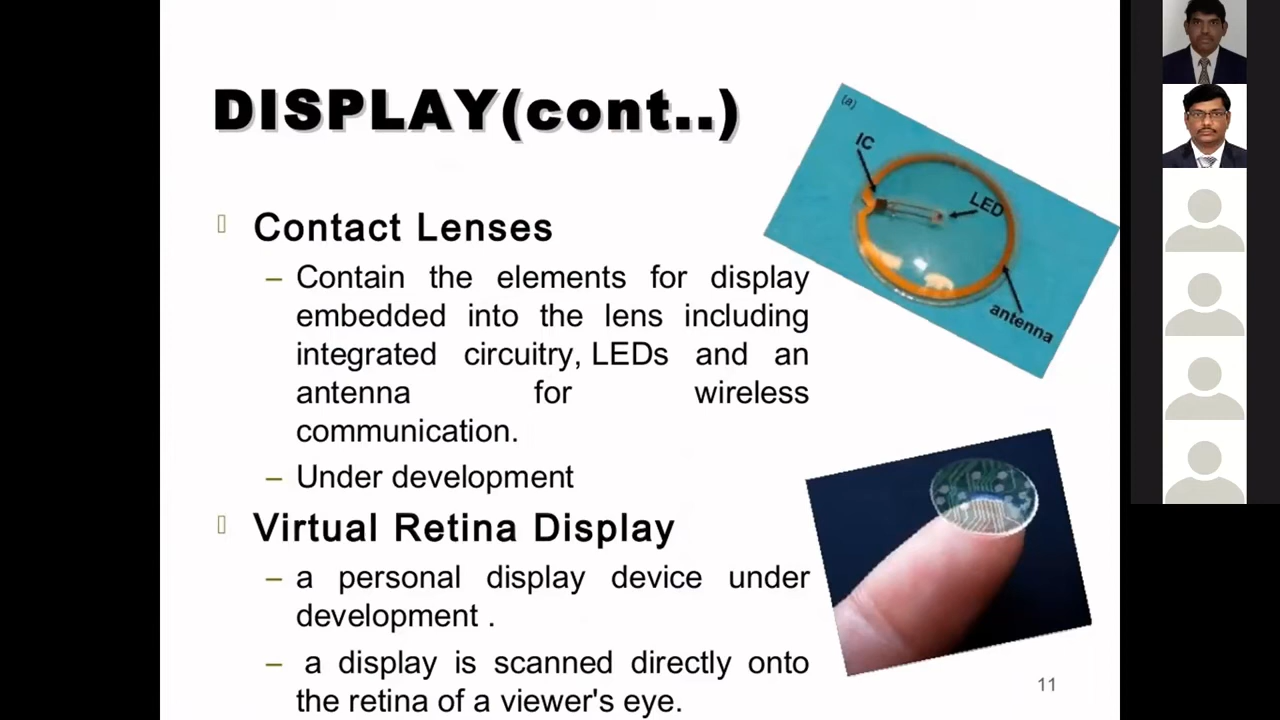 DISPLAY(cont..)
Contact Lenses
– Contain the elements for display
embedded into the lens including
integrated circuitry, LEDs and an
antenna for wireless
communication.
– Under development
Virtual Retina Display
– a personal display device under
development .
– a display is scanned directly onto
the retina of a viewer's eye.
(a)
IC
LED
antenna
11